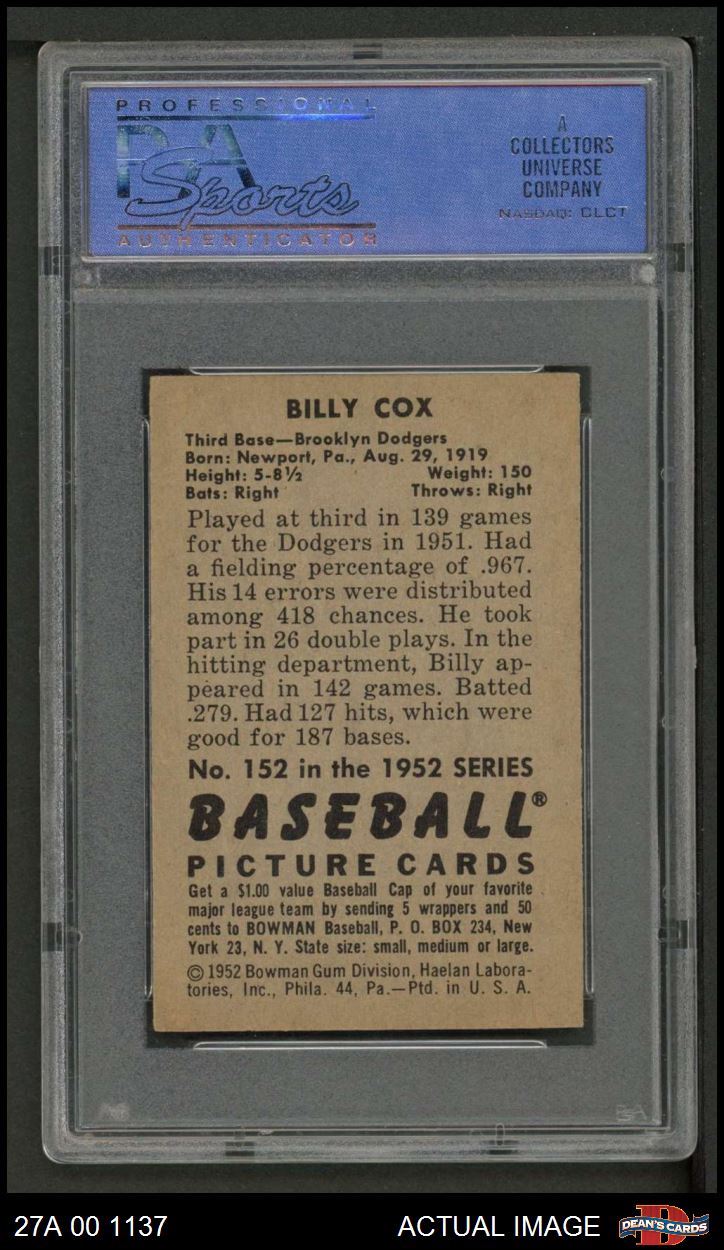 PROFESSIONAL
PSA
Sports
AUTHENTICATOR
A
COLLECTORS
UNIVERSE
COMPANY
NASDAQ: CLCT
BILLY COX
Third Base—Brooklyn Dodgers
Born: Newport, Pa., Aug. 29, 1919
Height: 5-8½ Weight: 150
Bats: Right Throws: Right
Played at third in 139 games
for the Dodgers in 1951. Had
a fielding percentage of .967.
His 14 errors were distributed
among 418 chances. He took
part in 26 double plays. In the
hitting department, Billy ap-
peared in 142 games. Batted
.279. Had 127 hits, which were
good for 187 bases.
No. 152 in the 1952 SERIES
BASEBALL®
PICTURE CARDS
Get a $1.00 value Baseball Cap of your favorite
major league team by sending 5 wrappers and 50
cents to BOWMAN Baseball, P. O. BOX 234, New
York 23, N. Y. State size: small, medium or large.
© 1952 Bowman Gum Division, Haelan Labora-
tories, Inc., Phila. 44, Pa.—Ptd. in U. S. A.
27A 00 1137 ACTUAL IMAGE DEAN'S CARDS